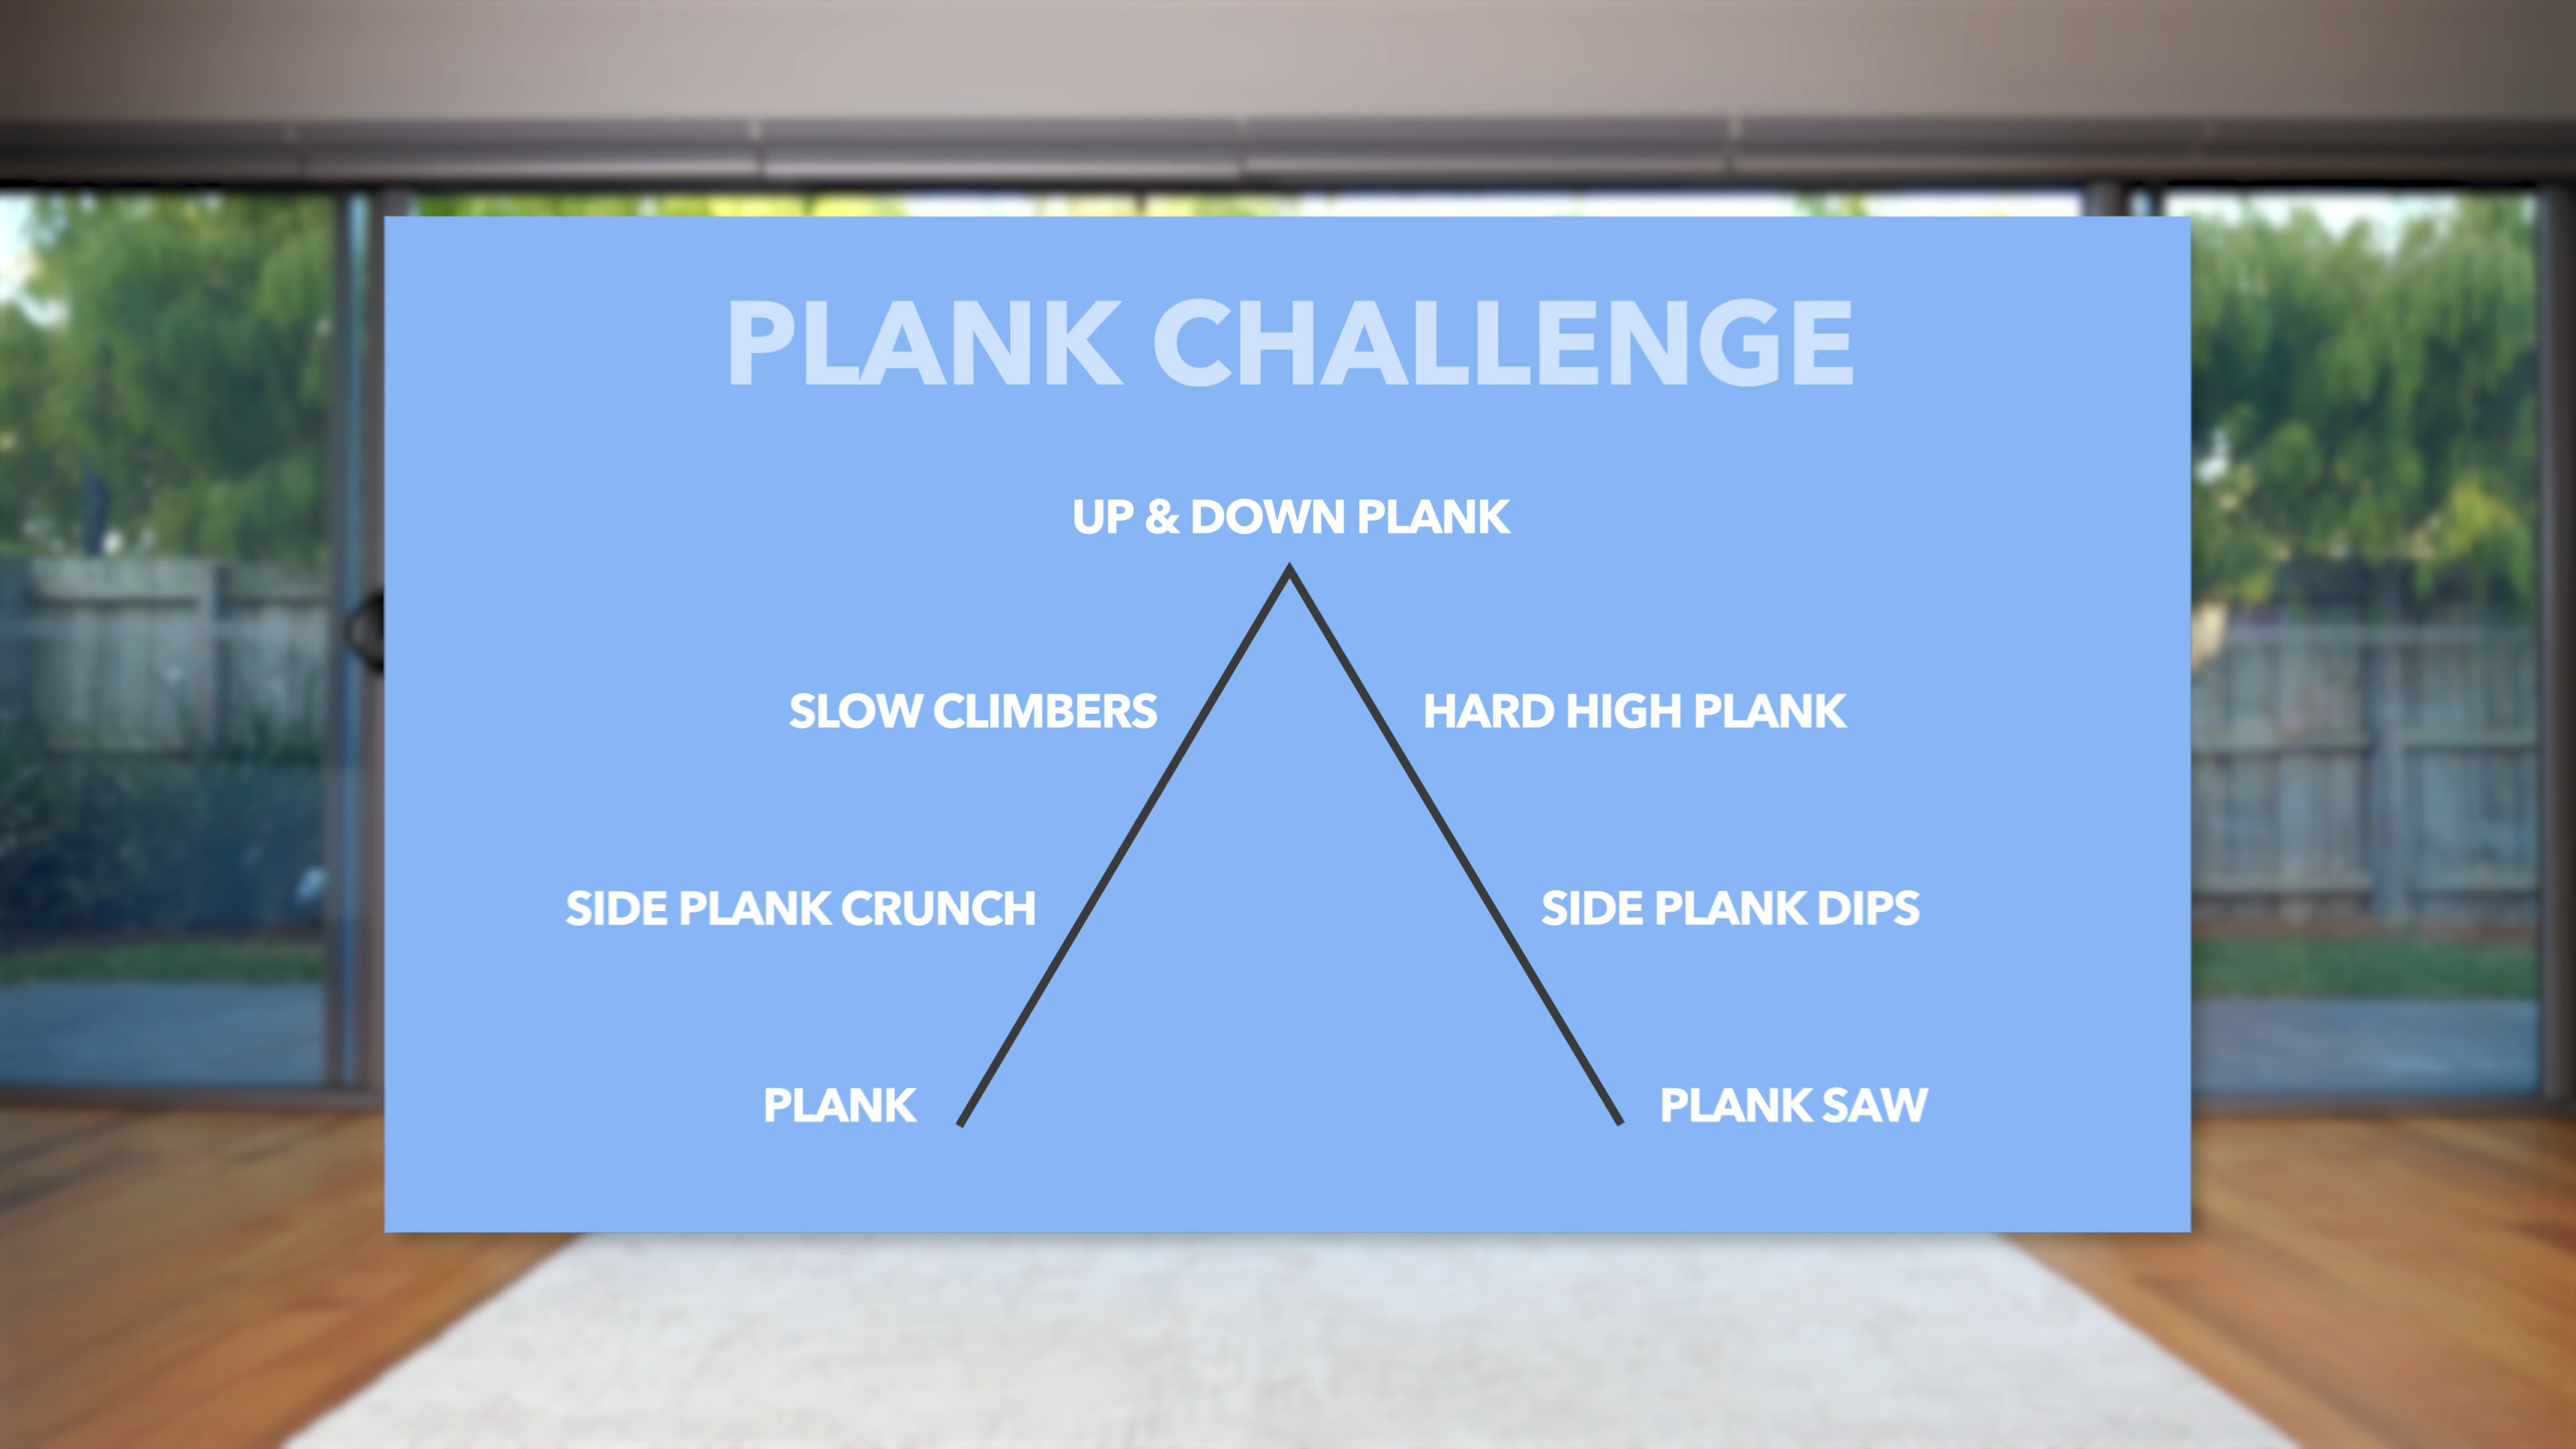 PLANK CHALLENGE
UP & DOWN PLANK
SLOW CLIMBERS
HARD HIGH PLANK
SIDE PLANK CRUNCH
SIDE PLANK DIPS
PLANK
PLANK SAW